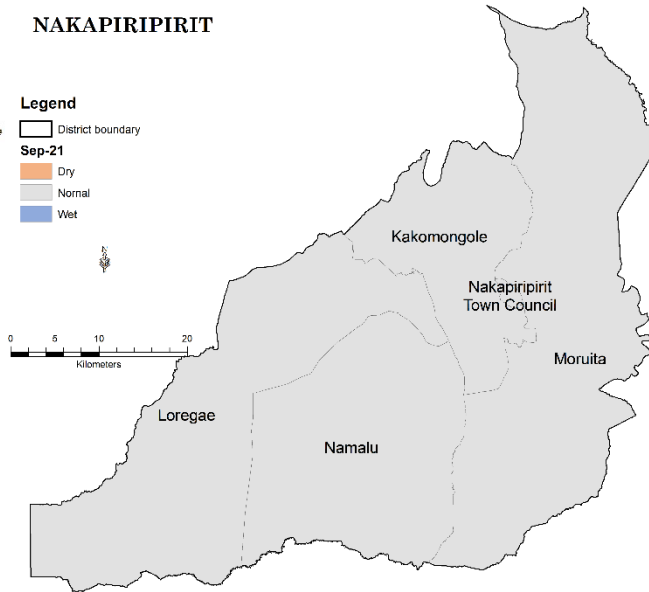 NAKAPIRIPIRIT
Legend
District boundary
Sep-21
Dry
Nornal
Wet
N
0 5 10 20
Kilometers
Kakomongole
Nakapiripirit
Town Council
Moruita
Loregae
Namalu